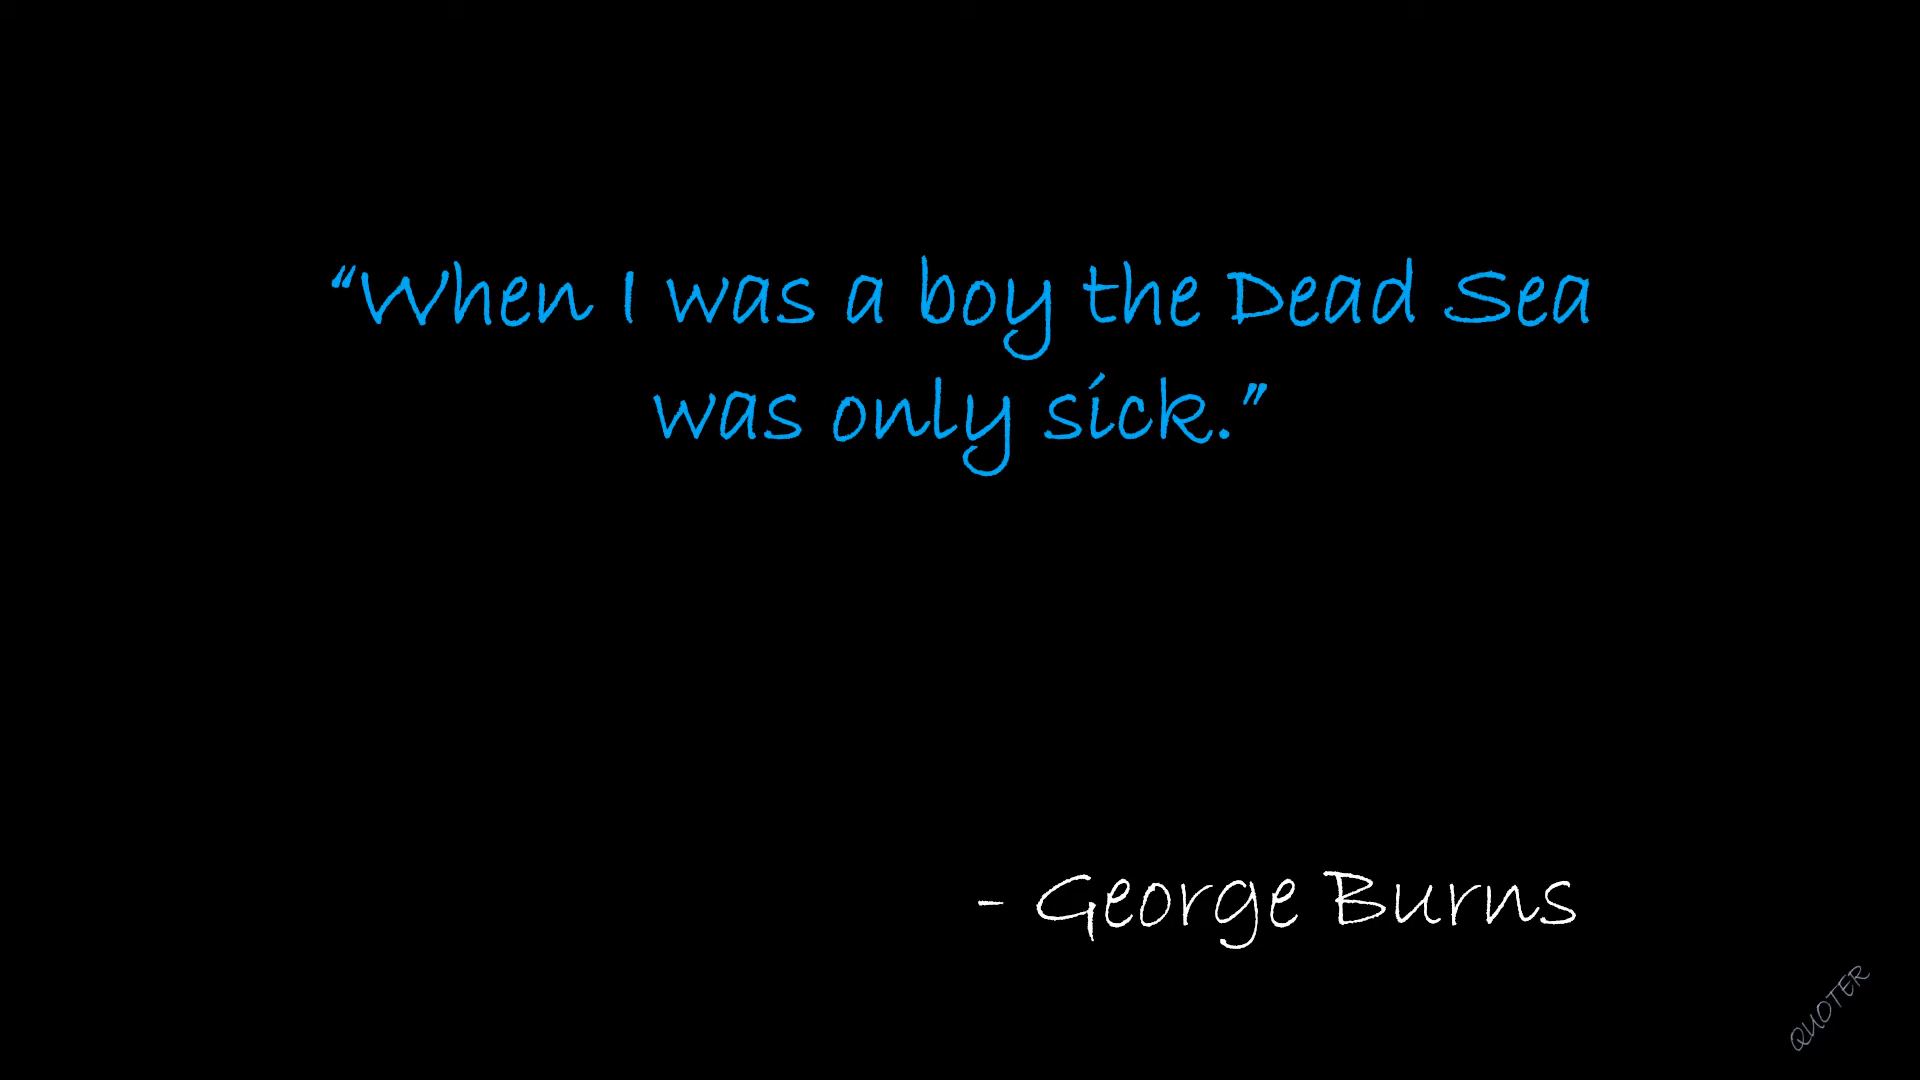 “When I was a boy the Dead Sea
was only sick.”
- George Burns
QUOTER